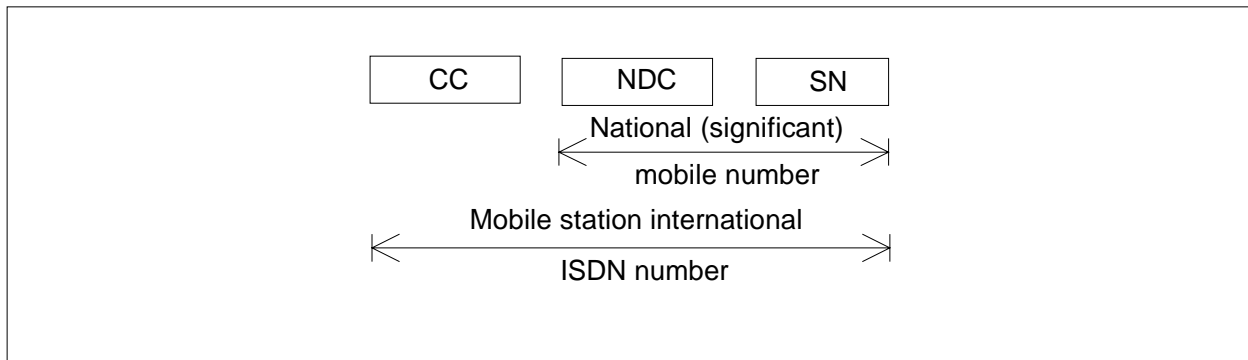 CC NDC SN
National (significant)
mobile number
Mobile station international
ISDN number